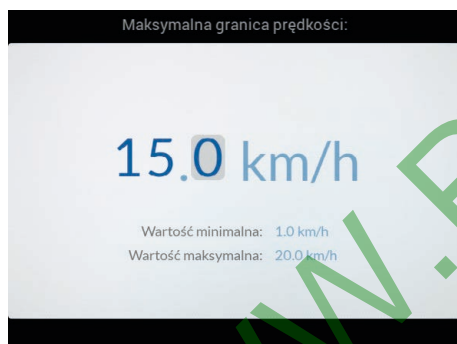 Maksymalna granica prędkości:
15.0 km/h
Wartość minimalna: 1.0 km/h
Wartość maksymalna: 20.0 km/h